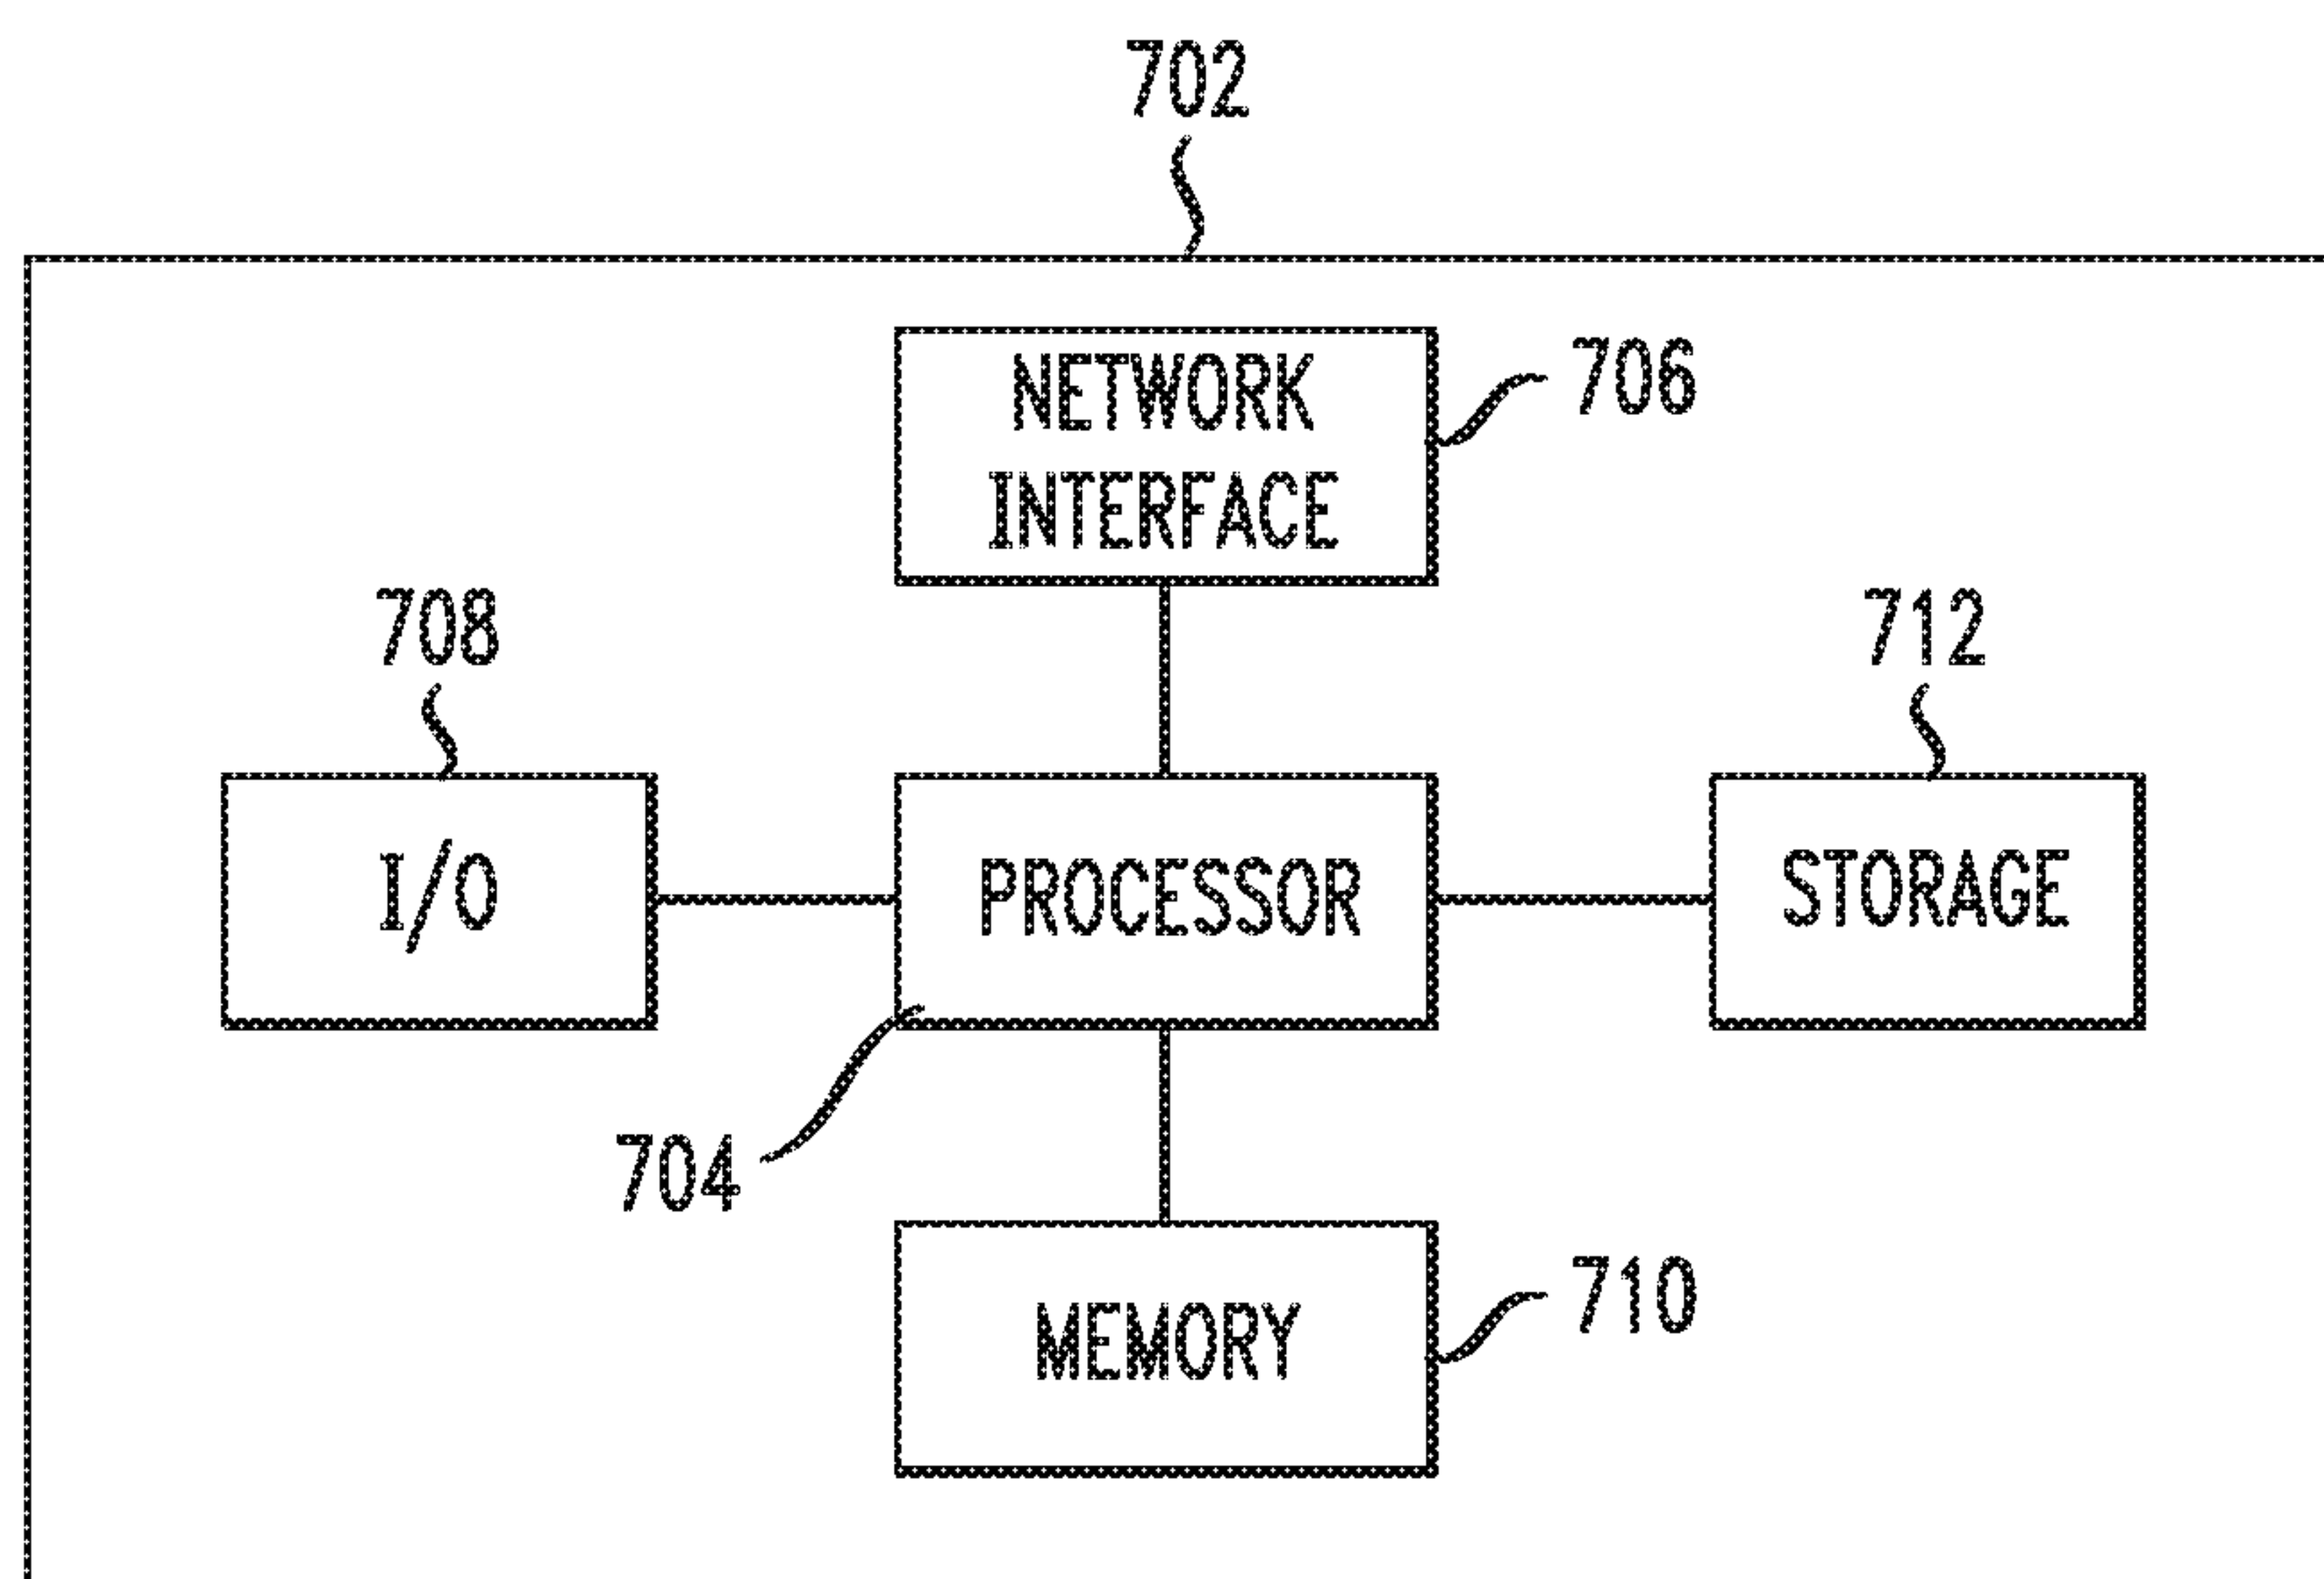 702
NETWORK
INTERFACE
706
708
712
I/O
PROCESSOR
STORAGE
704
MEMORY
710